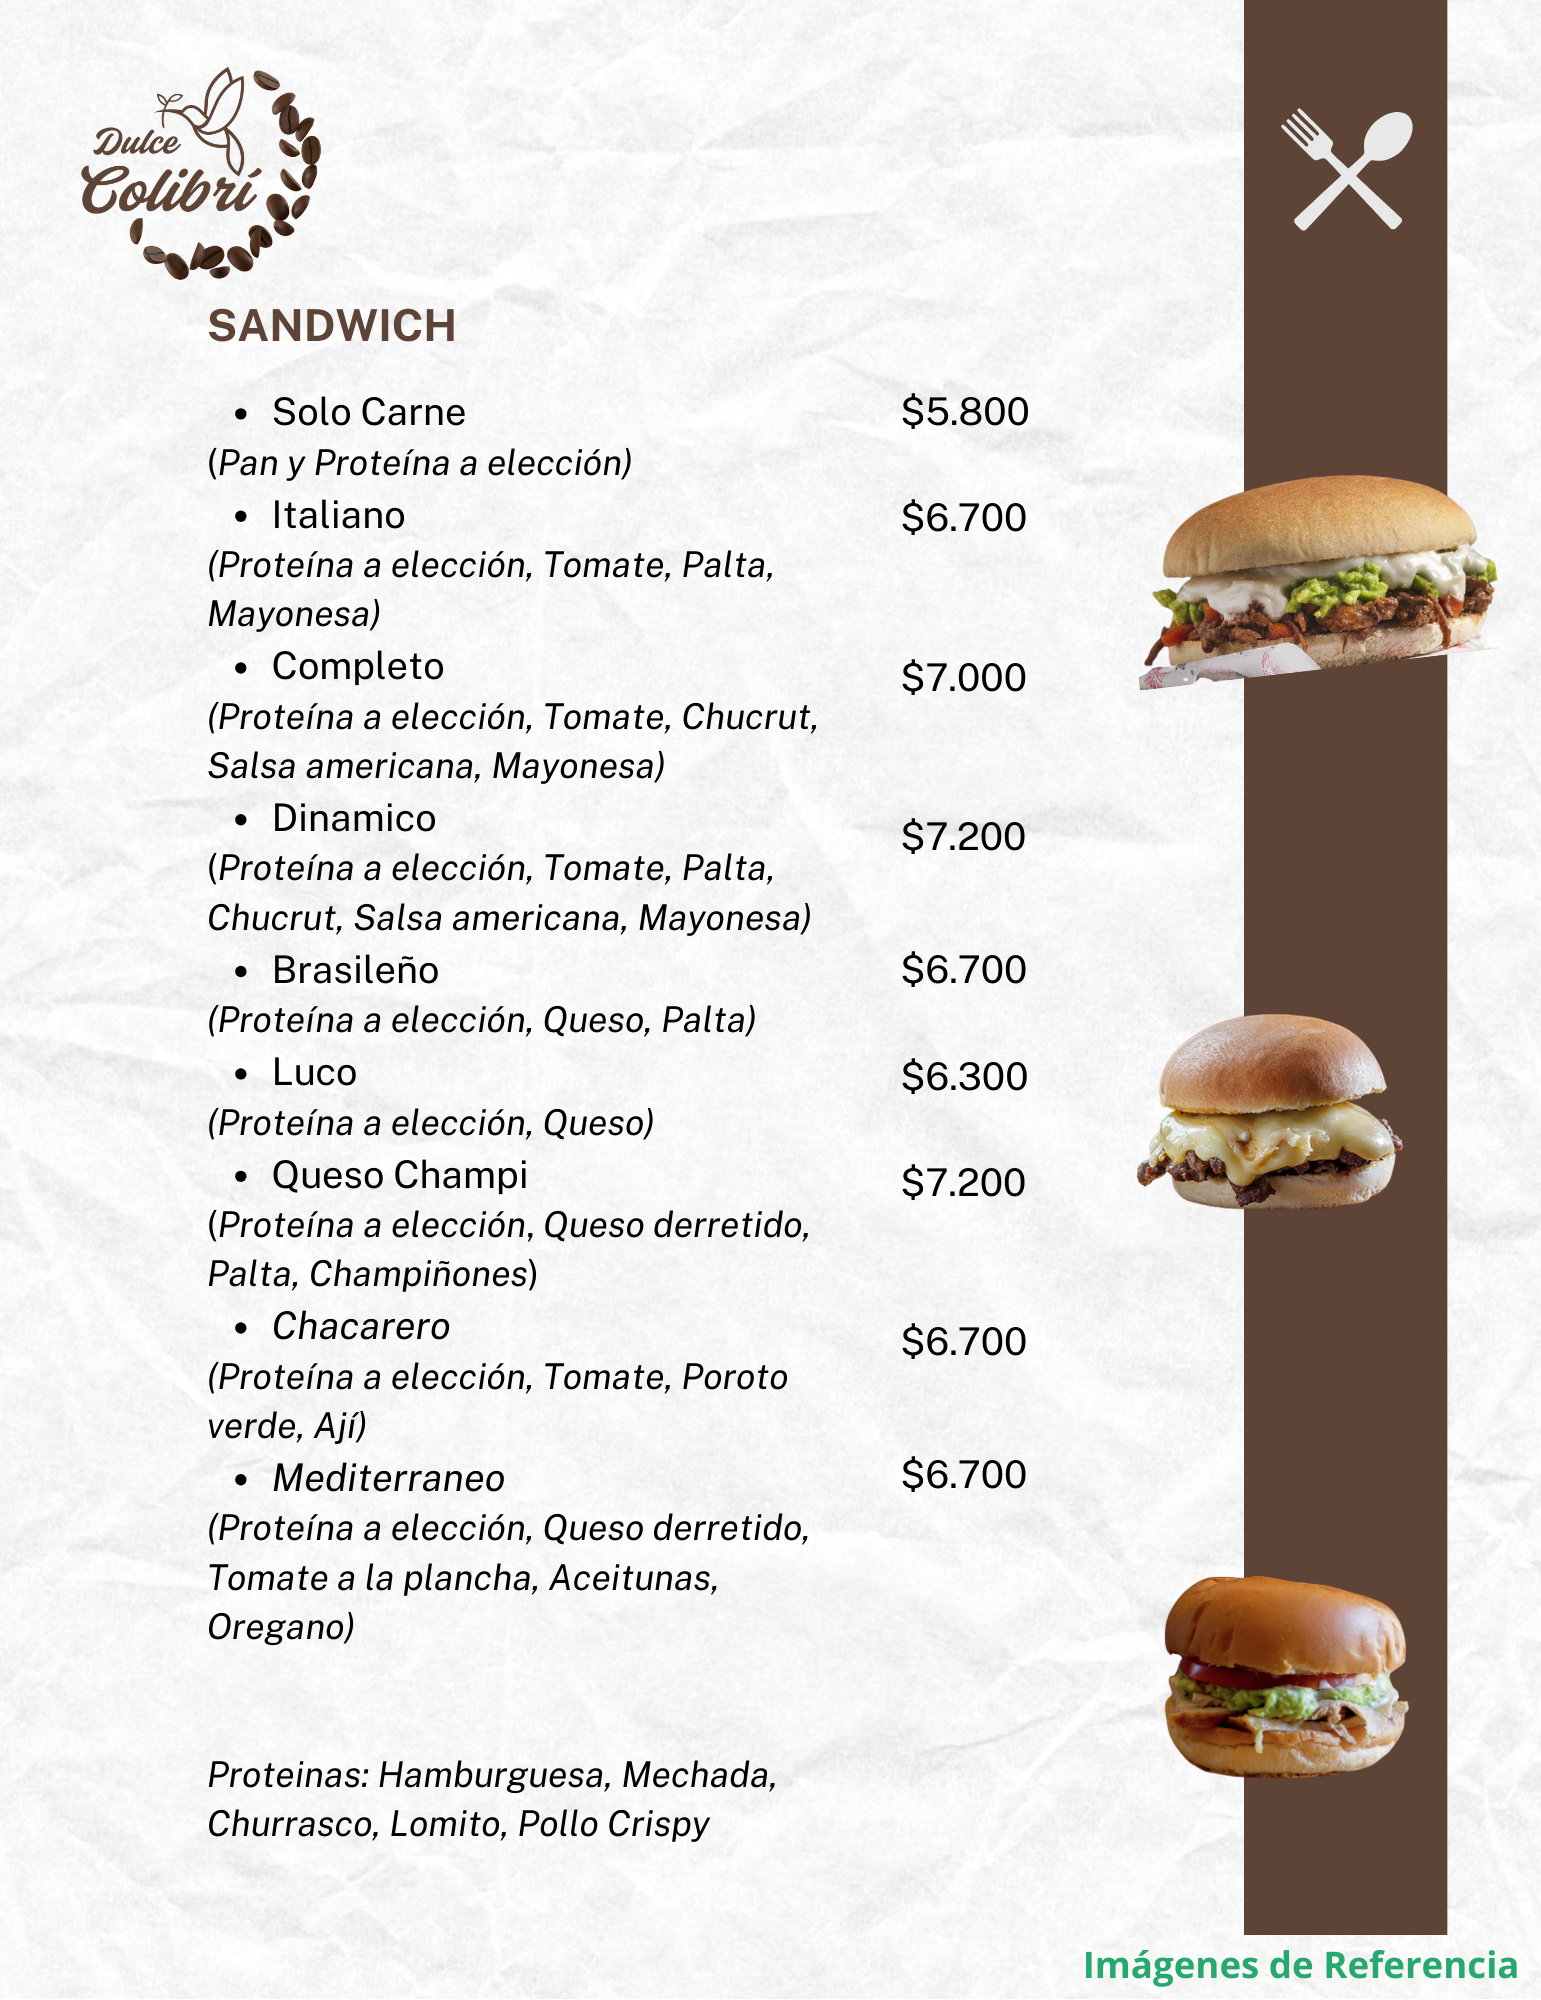 Dulce
Colibrí
SANDWICH
• Solo Carne $5.800
(Pan y Proteína a elección)
• Italiano $6.700
(Proteína a elección, Tomate, Palta,
Mayonesa)
• Completo $7.000
(Proteína a elección, Tomate, Chucrut,
Salsa americana, Mayonesa)
• Dinamico $7.200
(Proteína a elección, Tomate, Palta,
Chucrut, Salsa americana, Mayonesa)
• Brasileño $6.700
(Proteína a elección, Queso, Palta)
• Luco $6.300
(Proteína a elección, Queso)
• Queso Champi $7.200
(Proteína a elección, Queso derretido,
Palta, Champiñones)
• Chacarero $6.700
(Proteína a elección, Tomate, Poroto
verde, Ají)
• Mediterraneo $6.700
(Proteína a elección, Queso derretido,
Tomate a la plancha, Aceitunas,
Oregano)
Proteinas: Hamburguesa, Mechada,
Churrasco, Lomito, Pollo Crispy
Imágenes de Referencia